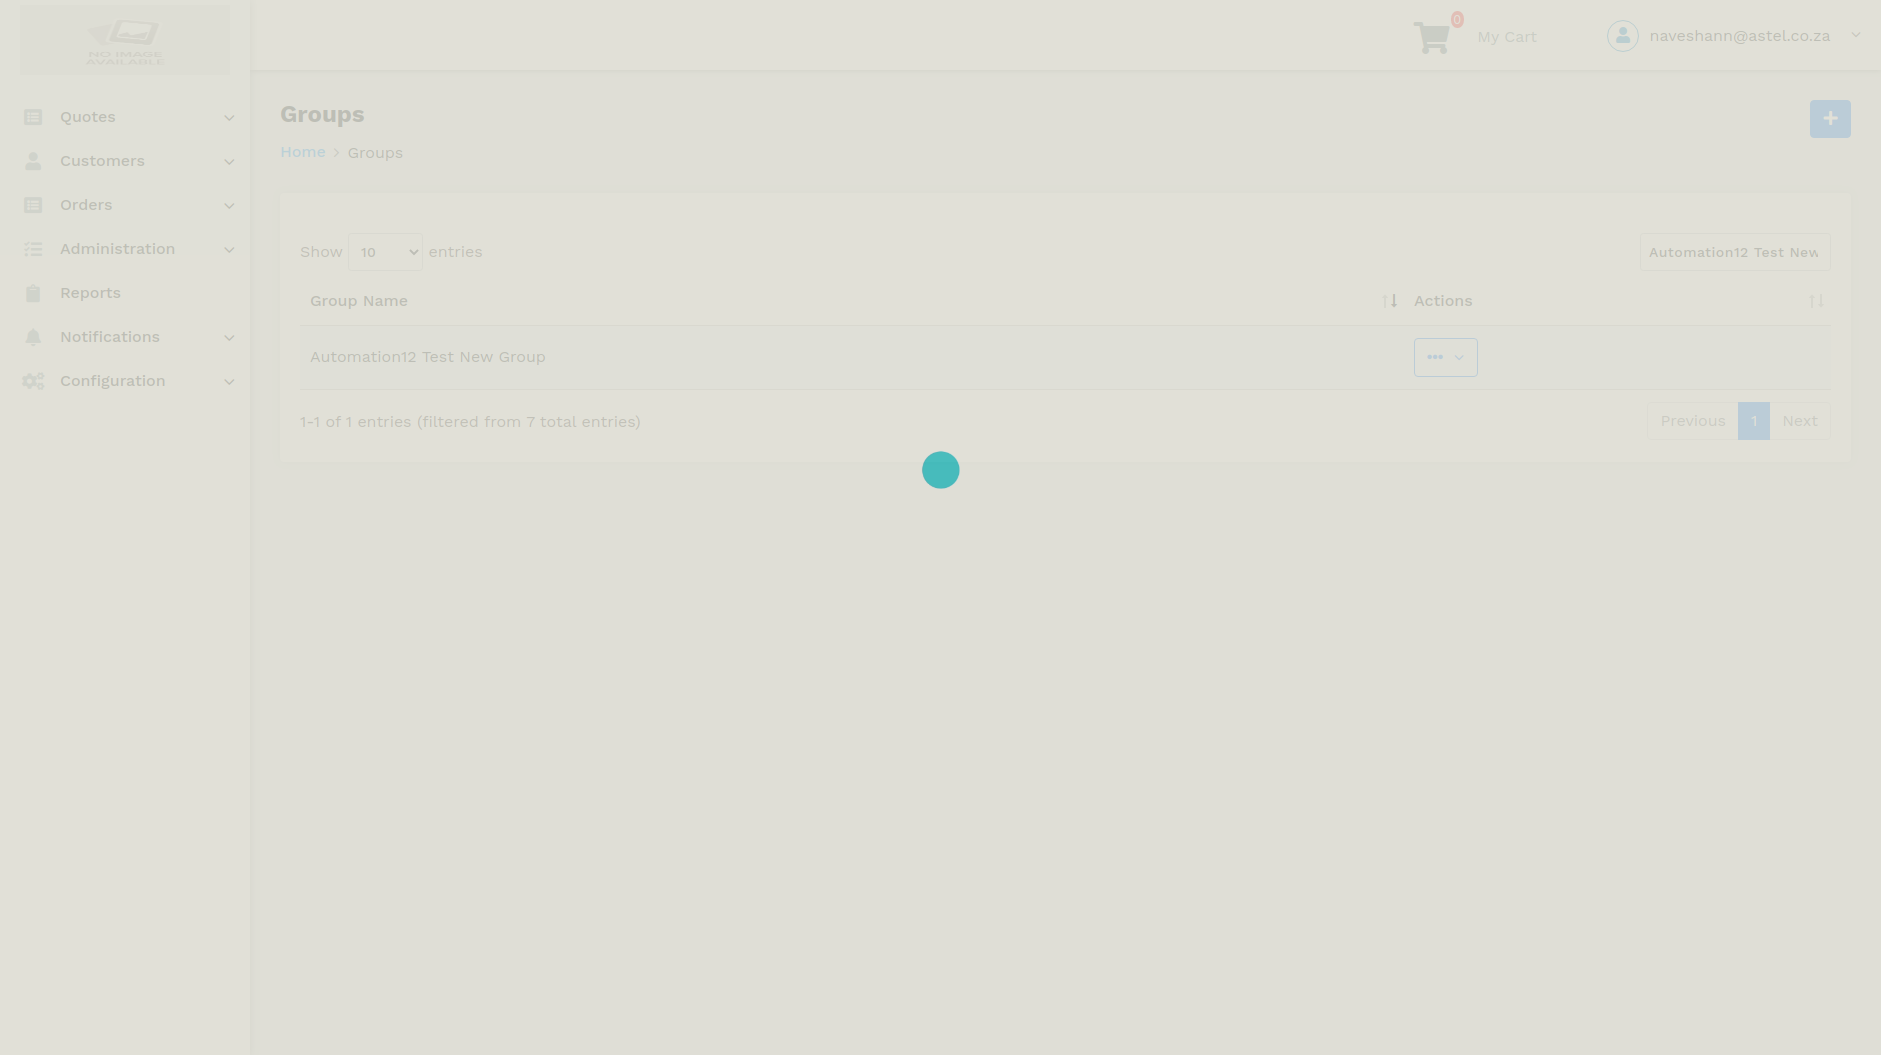 NO IMAGE
AVAILABLE
0
My Cart
naveshann@astel.co.za
Quotes
Customers
Orders
Administration
Reports
Notifications
Configuration
Groups
Home
Groups
Show 10 entries
Automation12 Test New
Group Name
Actions
Automation12 Test New Group
1-1 of 1 entries (filtered from 7 total entries)
Previous 1 Next